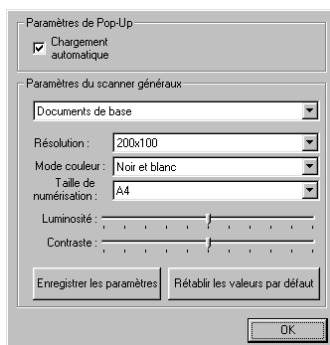 Paramètres de Pop-Up
Chargement
automatique
Paramètres du scanner généraux
Documents de base
Résolution :
200x100
Mode couleur :
Noir et blanc
Taille de
numérisation :
A4
Luminosité :
Contraste :
Enregistrer les paramètres
Rétablir les valeurs par défaut
OK